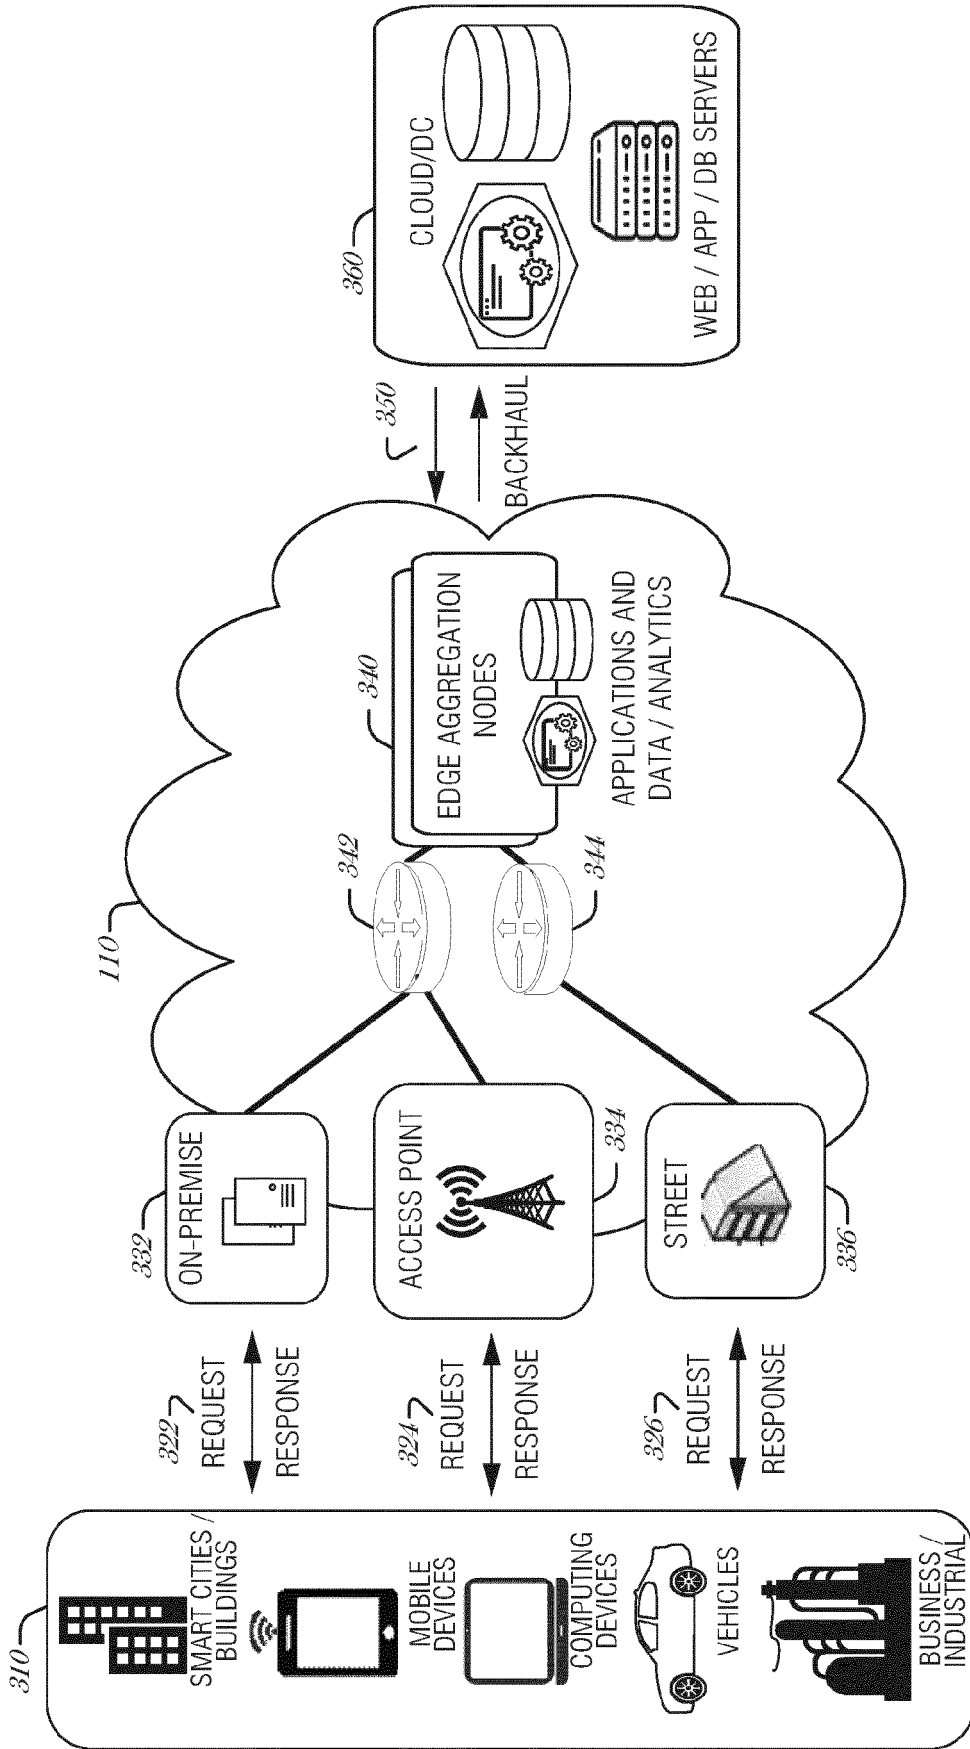 310
SMART CITIES /
BUILDINGS
MOBILE
DEVICES
COMPUTING
DEVICES
VEHICLES
BUSINESS /
INDUSTRIAL
322
REQUEST
RESPONSE
324
REQUEST
RESPONSE
326
REQUEST
RESPONSE
332
ON-PREMISE
ACCESS POINT
334
STREET
336
110
342
344
340
EDGE AGGREGATION
NODES
APPLICATIONS AND
DATA / ANALYTICS
350
BACKHAUL
360
CLOUD/DC
WEB / APP / DB SERVERS